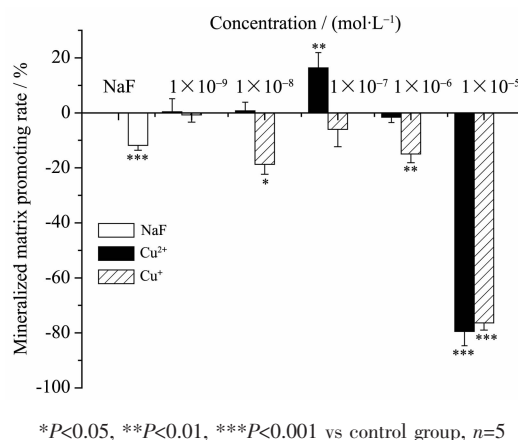 Concentration / (mol·L⁻¹)
Mineralized matrix promoting rate / %
20
0
-20
-40
-60
-80
-100
NaF 1×10⁻⁹ 1×10⁻⁸ 1×10⁻⁷ 1×10⁻⁶ 1×10⁻⁵
**
***
*
**
***
***
NaF
Cu²⁺
Cu⁺
*P<0.05, **P<0.01, ***P<0.001 vs control group, n=5